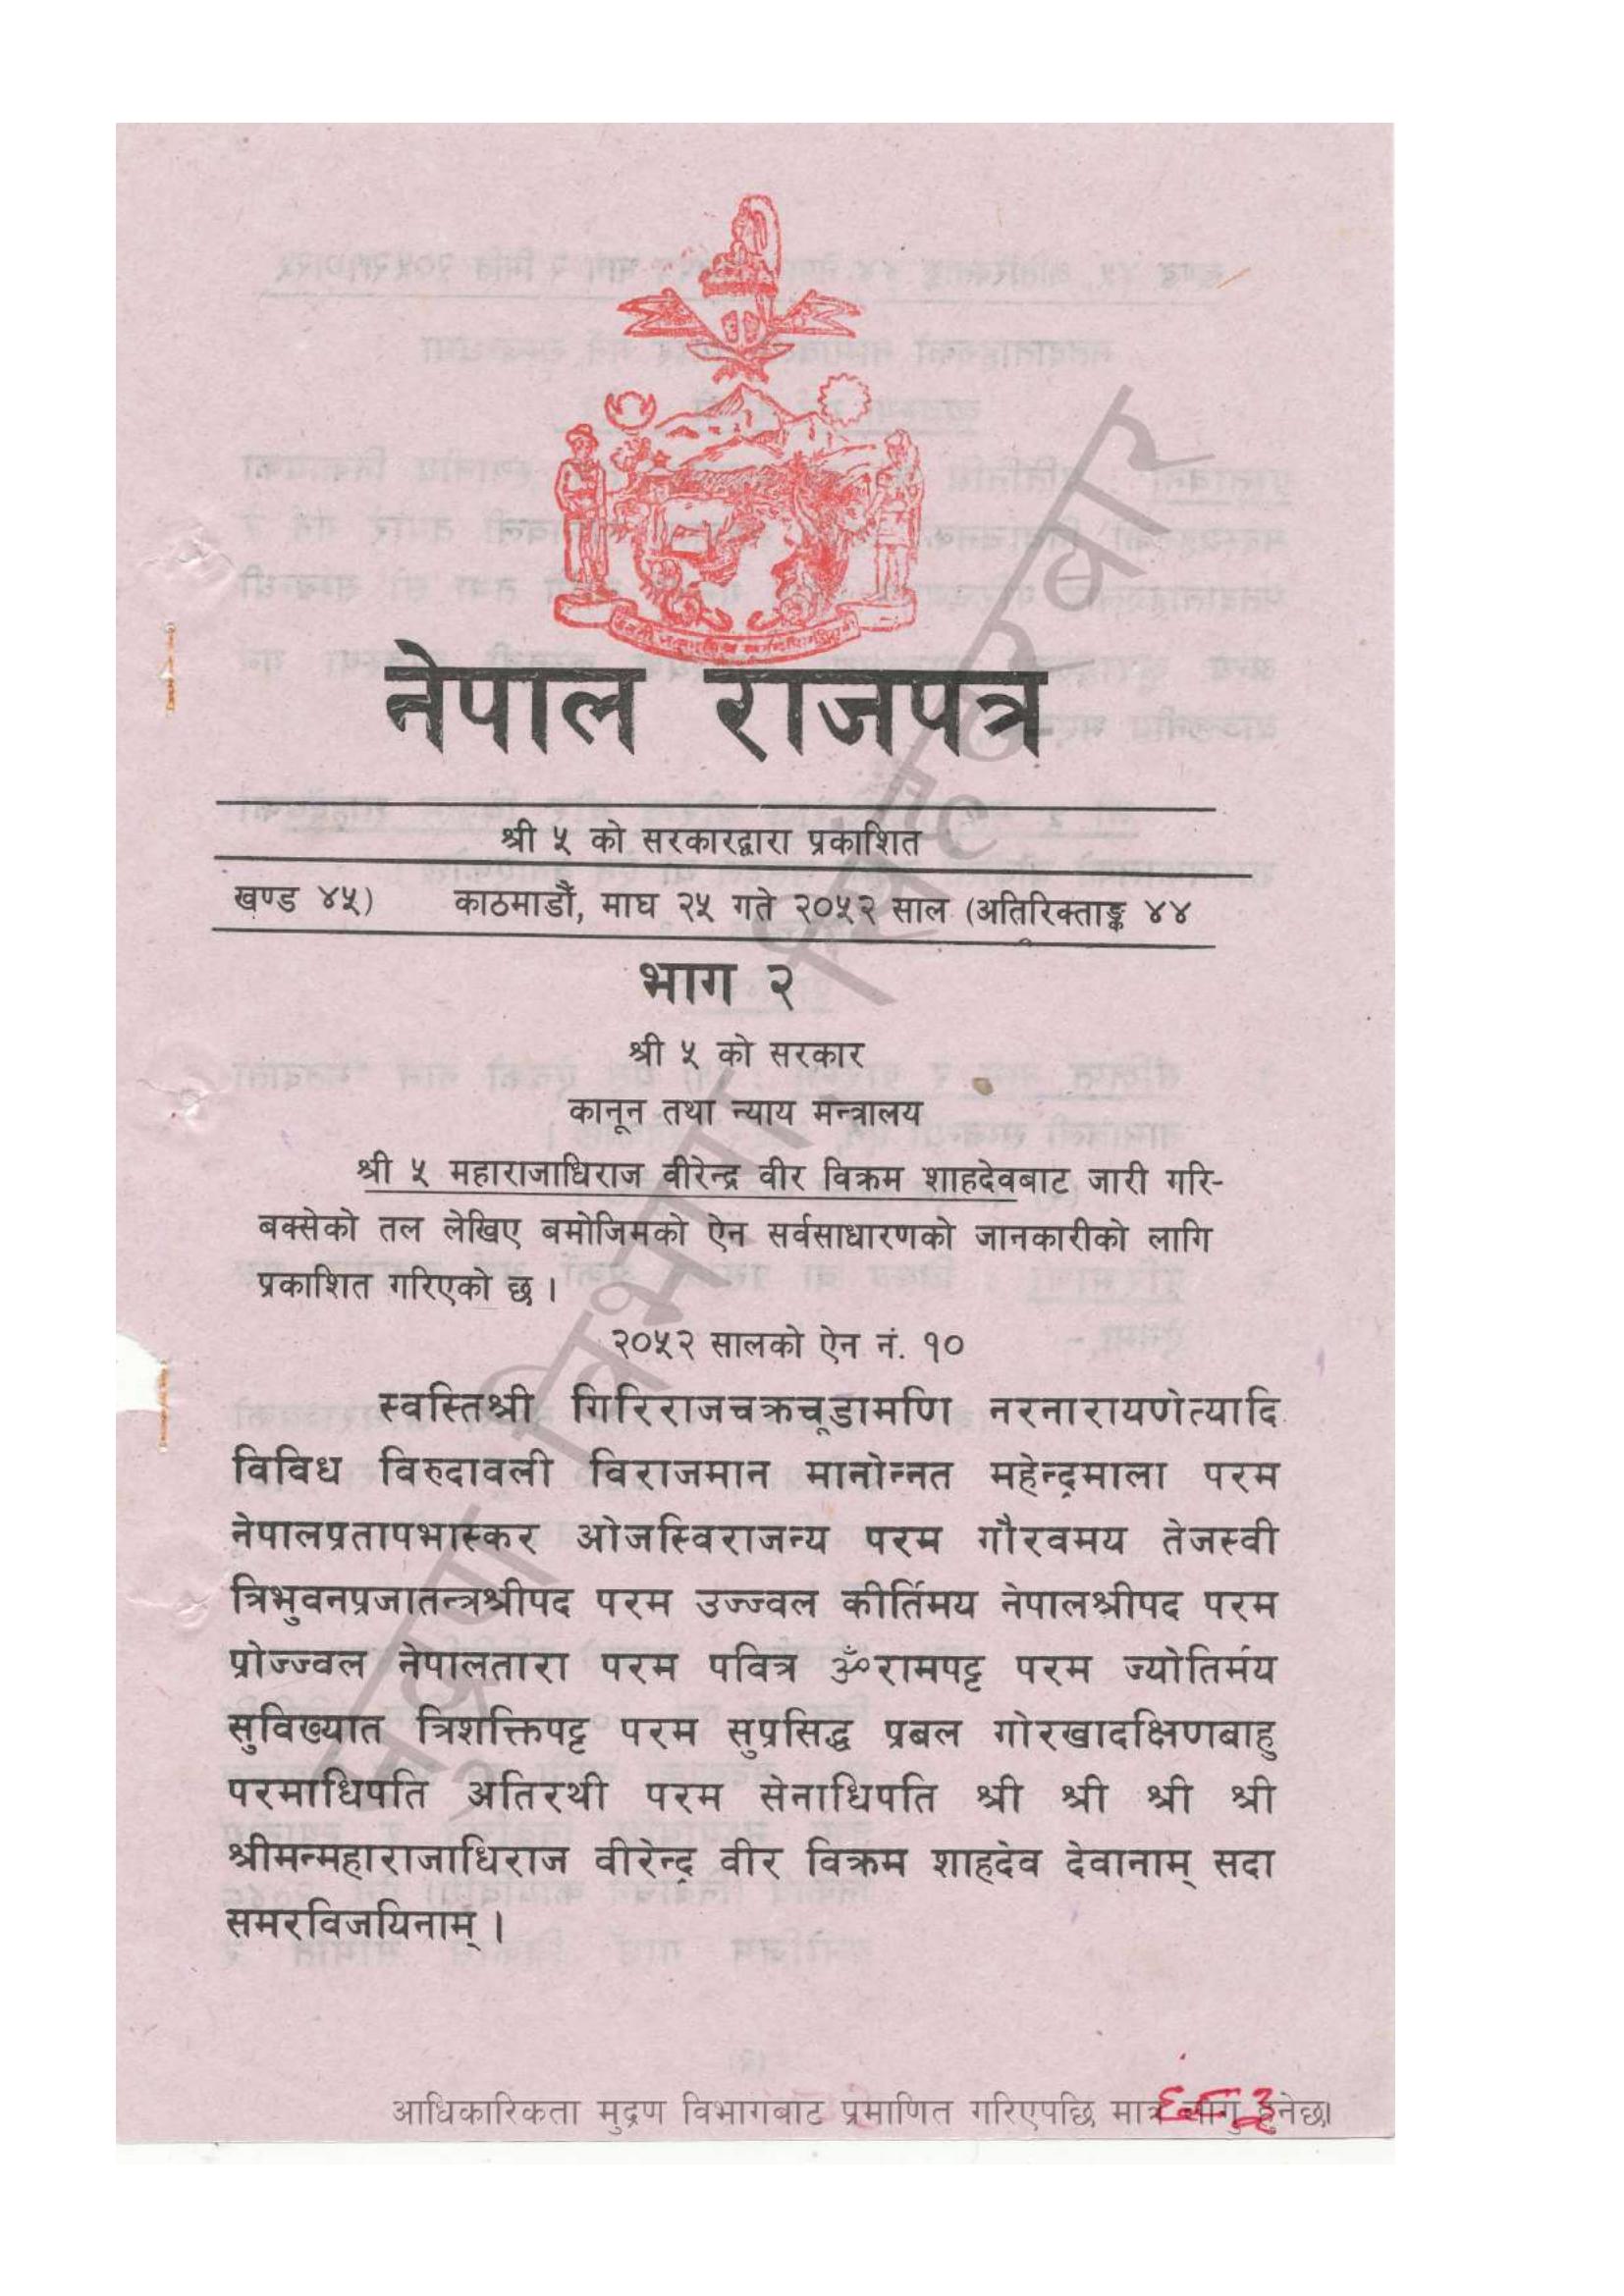 नेपाल राजपत्र
श्री ५ को सरकारद्वारा प्रकाशित
खण्ड ४५) काठमाडौं, माघ २५ गते २०५२ साल (अतिरिक्ताङ्क ४४
भाग २
श्री ५ को सरकार
कानून तथा न्याय मन्त्रालय
श्री ५ महाराजाधिराज वीरेन्द्र वीर विक्रम शाहदेवबाट जारी गरि-
बक्सेको तल लेखिए बमोजिमको ऐन सर्वसाधारणको जानकारीको लागि
प्रकाशित गरिएको छ ।
२०५२ सालको ऐन नं. १०
स्वस्तिश्री गिरिराजचक्रचूडामणि नरनारायणेत्यादि
विविध विरुदावली विराजमान मानोन्नत महेन्द्रमाला परम
नेपालप्रतापभास्कर ओजस्विराजन्य परम गौरवमय तेजस्वी
त्रिभुवनप्रजातन्त्रश्रीपद परम उज्ज्वल कीर्तिमय नेपालश्रीपद परम
प्रोज्ज्वल नेपालतारा परम पवित्र ॐरामपट्ट परम ज्योतिर्मय
सुविख्यात त्रिशक्तिपट्ट परम सुप्रसिद्ध प्रबल गोरखादक्षिणबाहु
परमाधिपति अतिरथी परम सेनाधिपति श्री श्री श्री श्री
श्रीमन्महाराजाधिराज वीरेन्द्र वीर विक्रम शाहदेव देवानाम् सदा
समरविजयिनाम् ।
मुद्रण विभाग, सिंहदरबार
आधिकारिकता मुद्रण विभागबाट प्रमाणित गरिएपछि मात्र लागु हुनेछ।